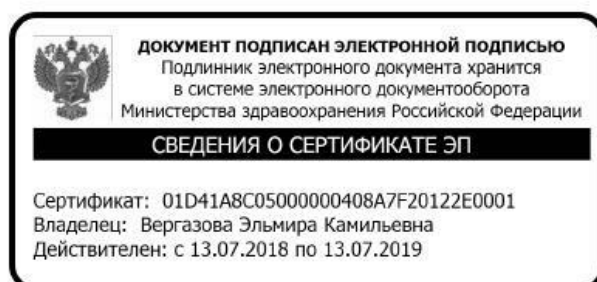 ДОКУМЕНТ ПОДПИСАН ЭЛЕКТРОННОЙ ПОДПИСЬЮ
Подлинник электронного документа хранится
в системе электронного документооборота
Министерства здравоохранения Российской Федерации
СВЕДЕНИЯ О СЕРТИФИКАТЕ ЭП
Сертификат: 01D41A8C05000000408A7F20122E0001
Владелец: Вергазова Эльмира Камильевна
Действителен: с 13.07.2018 по 13.07.2019